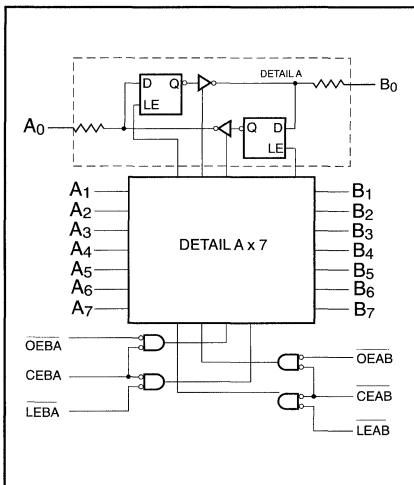 DETAIL A
D Q
LE
B0
A0
Q D
LE
A1 B1
A2 B2
A3 DETAIL A x 7 B3
A4 B4
A5 B5
A6 B6
A7 B7
OEBA OEAB
CEBA CEAB
LEBA LEAB